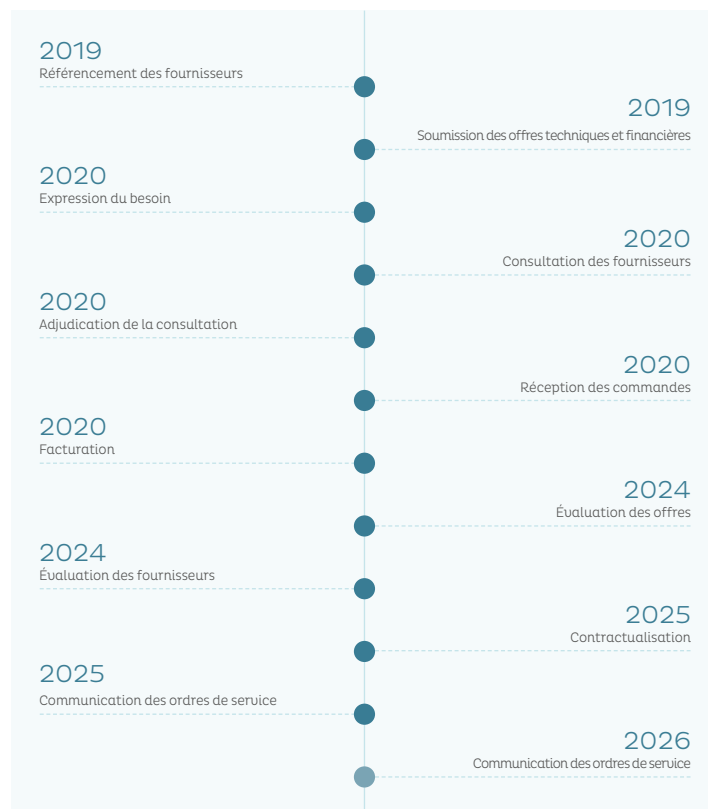 2019
Référencement des fournisseurs
2019
Soumission des offres techniques et financières
2020
Expression du besoin
2020
Consultation des fournisseurs
2020
Adjudication de la consultation
2020
Réception des commandes
2020
Facturation
2024
Évaluation des offres
2024
Évaluation des fournisseurs
2025
Contractualisation
2025
Communication des ordres de service
2026
Communication des ordres de service